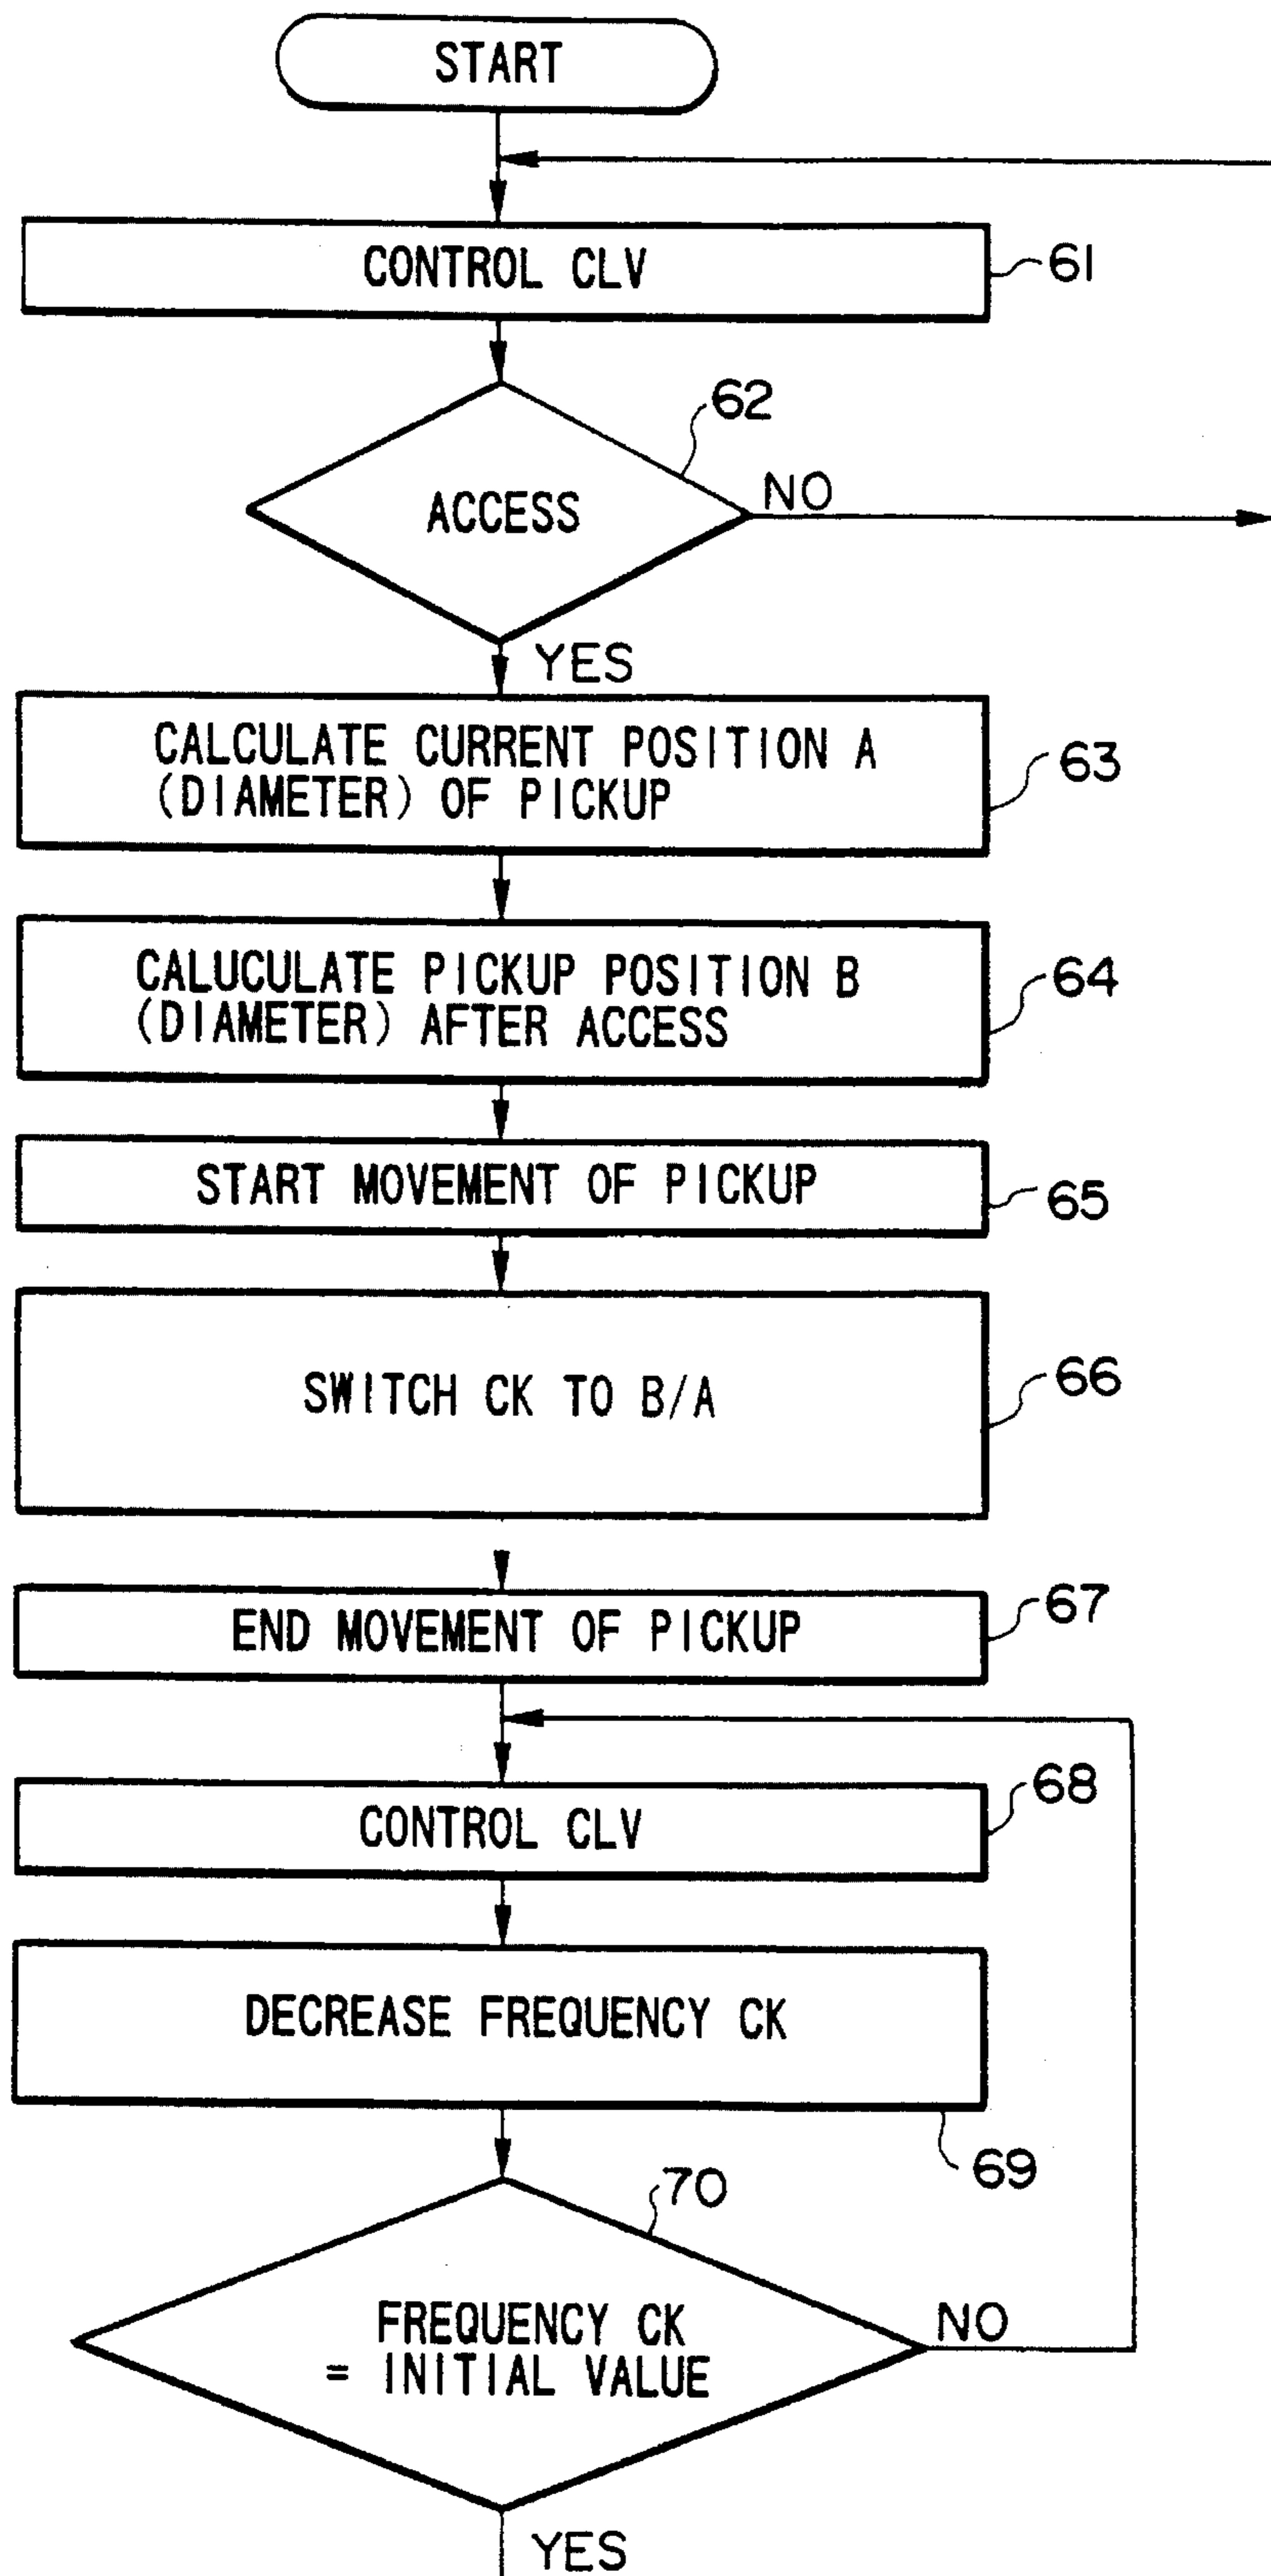 START
CONTROL CLV
61
62
ACCESS
NO
YES
CALCULATE CURRENT POSITION A
(DIAMETER) OF PICKUP
63
CALUCULATE PICKUP POSITION B
(DIAMETER) AFTER ACCESS
64
START MOVEMENT OF PICKUP
65
SWITCH CK TO B/A
66
END MOVEMENT OF PICKUP
67
CONTROL CLV
68
DECREASE FREQUENCY CK
69
70
FREQUENCY CK
= INITIAL VALUE
NO
YES